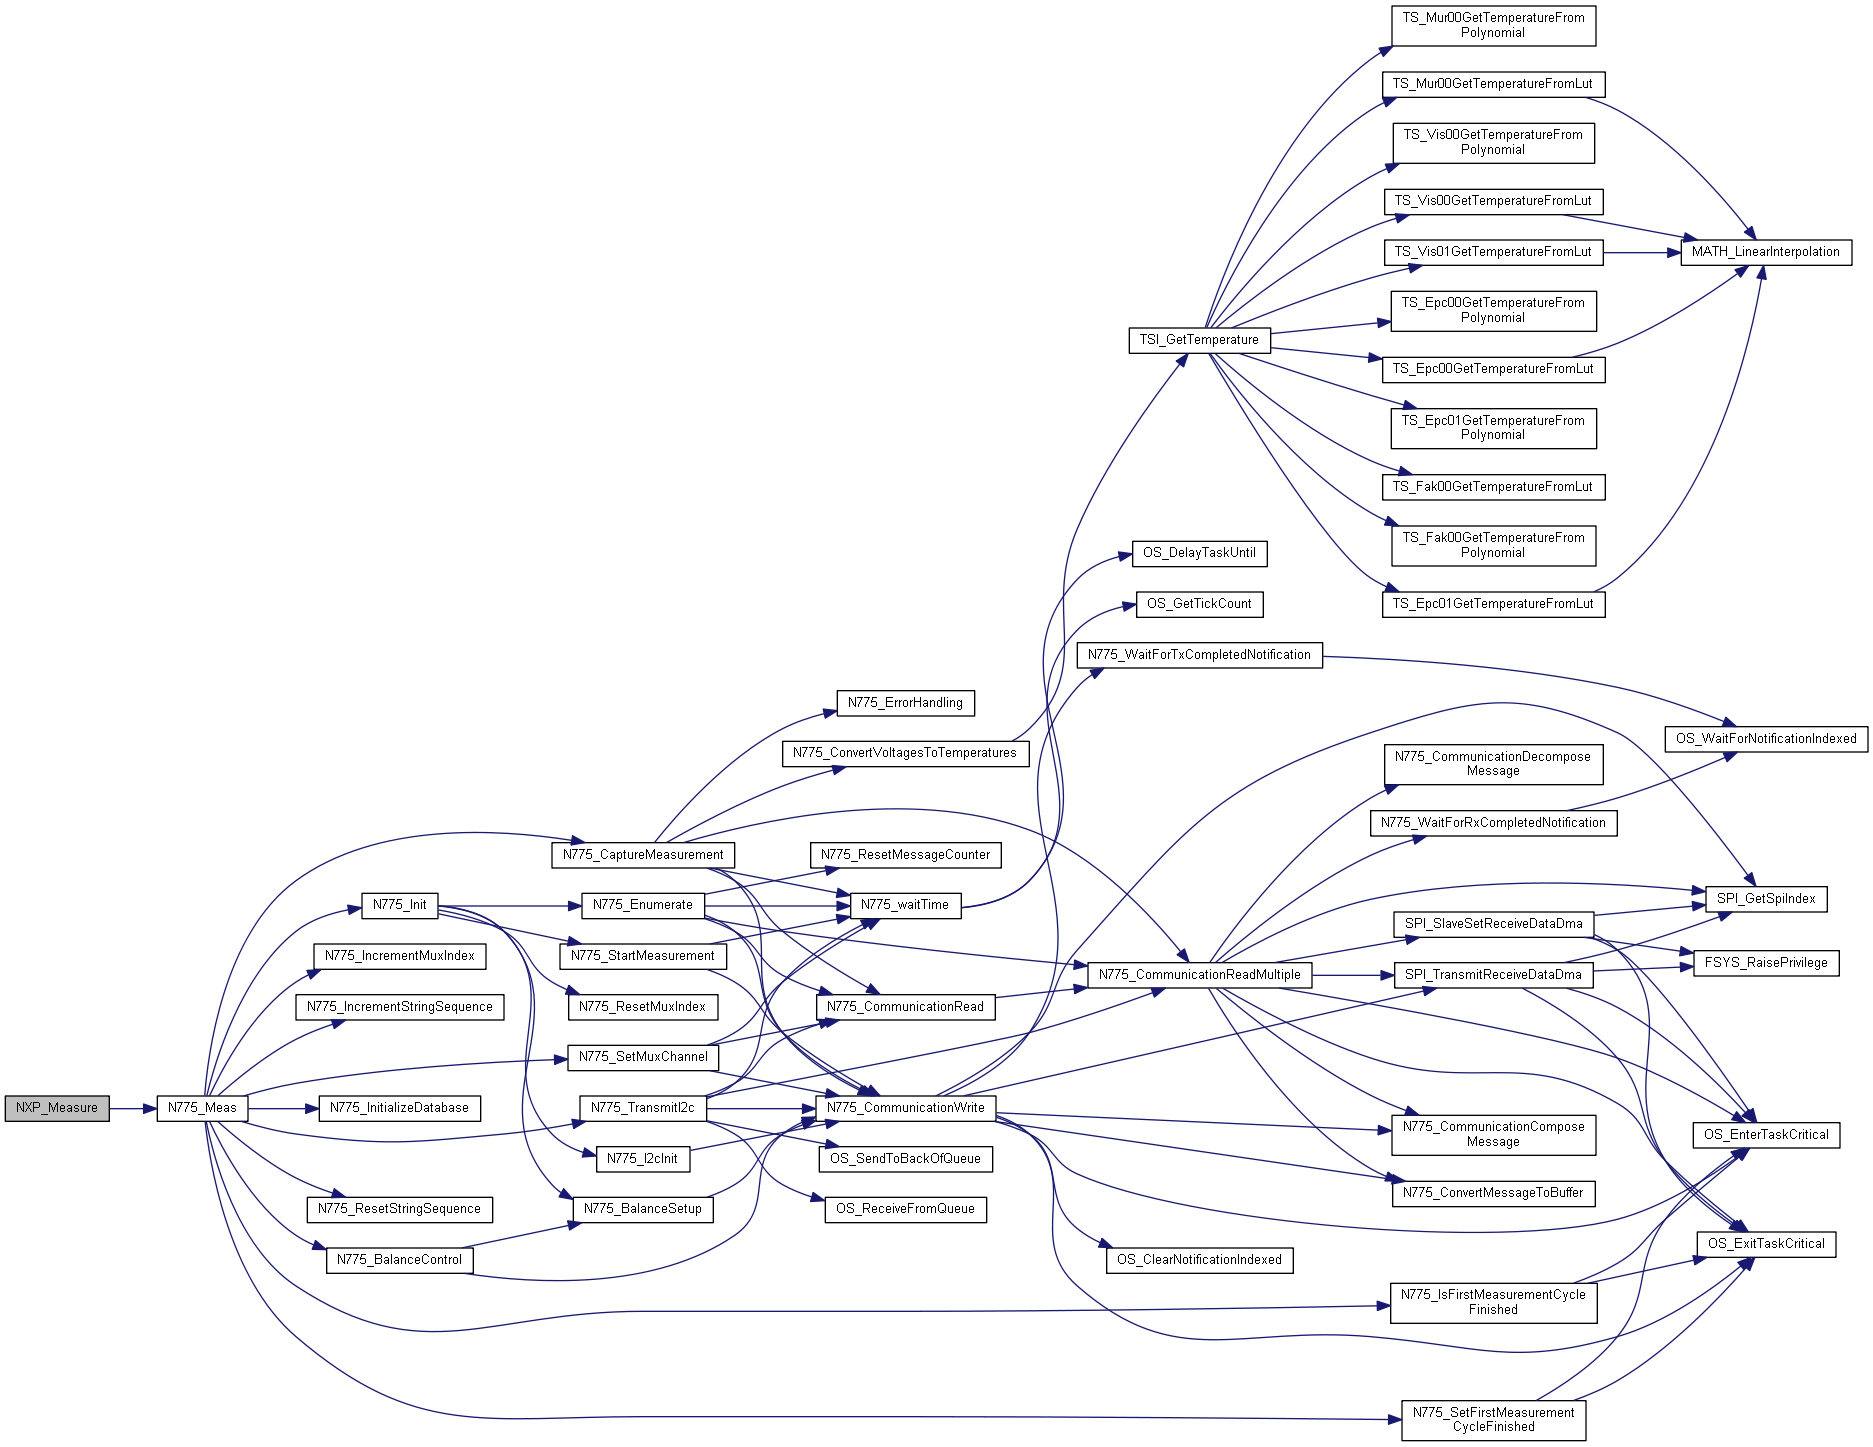 TS_Mur00GetTemperatureFrom
Polynomial
TS_Mur00GetTemperatureFromLut
TS_Vis00GetTemperatureFrom
Polynomial
TS_Vis00GetTemperatureFromLut
TS_Vis01GetTemperatureFromLut
MATH_LinearInterpolation
TS_Epc00GetTemperatureFrom
Polynomial
TSI_GetTemperature
TS_Epc00GetTemperatureFromLut
TS_Epc01GetTemperatureFrom
Polynomial
TS_Fak00GetTemperatureFromLut
TS_Fak00GetTemperatureFrom
Polynomial
OS_DelayTaskUntil
OS_GetTickCount
TS_Epc01GetTemperatureFromLut
N775_WaitForTxCompletedNotification
N775_ErrorHandling
OS_WaitForNotificationIndexed
N775_ConvertVoltagesToTemperatures
N775_CommunicationDecompose
Message
N775_WaitForRxCompletedNotification
N775_CaptureMeasurement
N775_ResetMessageCounter
N775_Init
N775_Enumerate
N775_waitTime
SPI_GetSpiIndex
SPI_SlaveSetReceiveDataDma
N775_IncrementMuxIndex
N775_StartMeasurement
FSYS_RaisePrivilege
N775_CommunicationReadMultiple
SPI_TransmitReceiveDataDma
N775_IncrementStringSequence
N775_ResetMuxIndex
N775_CommunicationRead
N775_SetMuxChannel
NXP_Measure
N775_Meas
N775_InitializeDatabase
N775_TransmitI2c
N775_CommunicationWrite
N775_CommunicationCompose
Message
OS_EnterTaskCritical
N775_I2cInit
OS_SendToBackOfQueue
N775_ConvertMessageToBuffer
N775_ResetStringSequence
N775_BalanceSetup
OS_ReceiveFromQueue
OS_ExitTaskCritical
N775_BalanceControl
OS_ClearNotificationIndexed
N775_IsFirstMeasurementCycle
Finished
N775_SetFirstMeasurement
CycleFinished